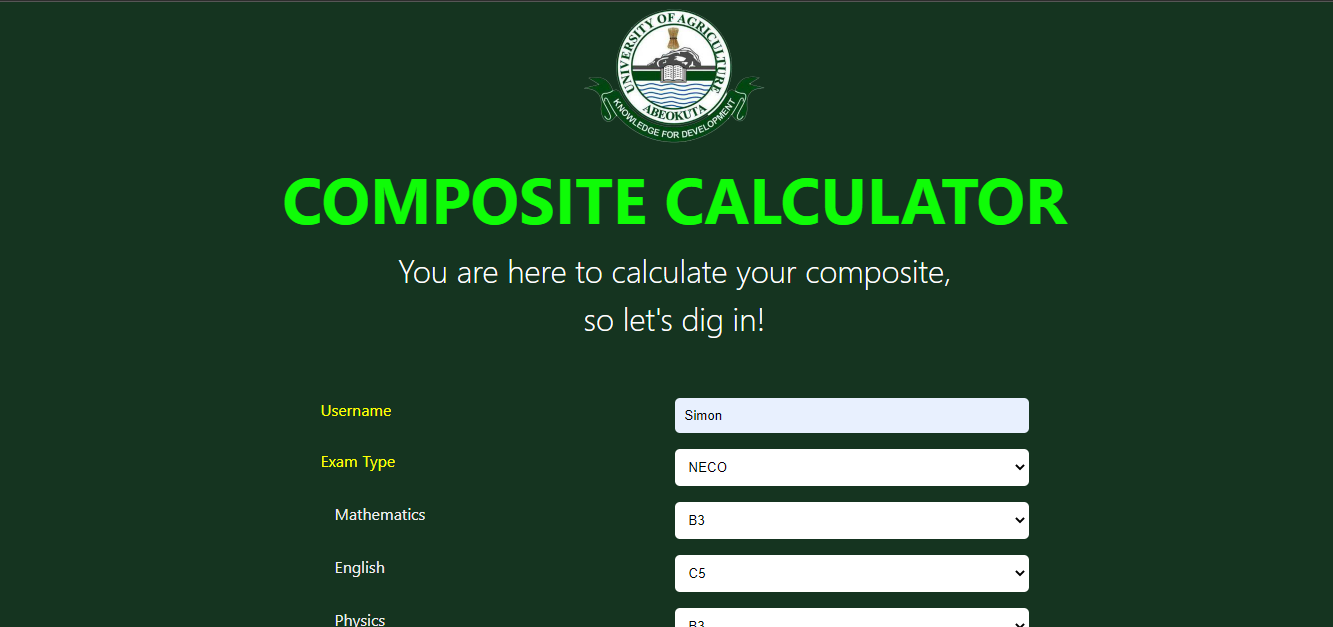 UNIVERSITY OF AGRICULTURE
ABEOKUTA
KNOWLEDGE FOR DEVELOPMENT
COMPOSITE CALCULATOR
You are here to calculate your composite,
so let's dig in!
Username Simon
Exam Type NECO
Mathematics B3
English C5
Physics B3